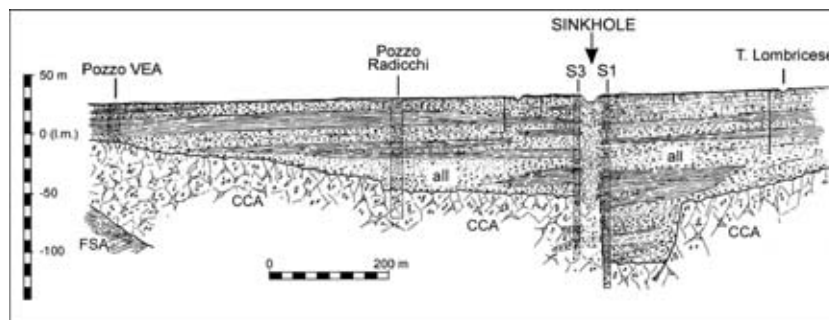 SINKHOLE
Pozzo
Radicchi
S3 S1
T. Lombricese
Pozzo VEA
50 m
0 (l.m.)
-50
-100
all
all
CCA
CCA
CCA
FSA
0 200 m